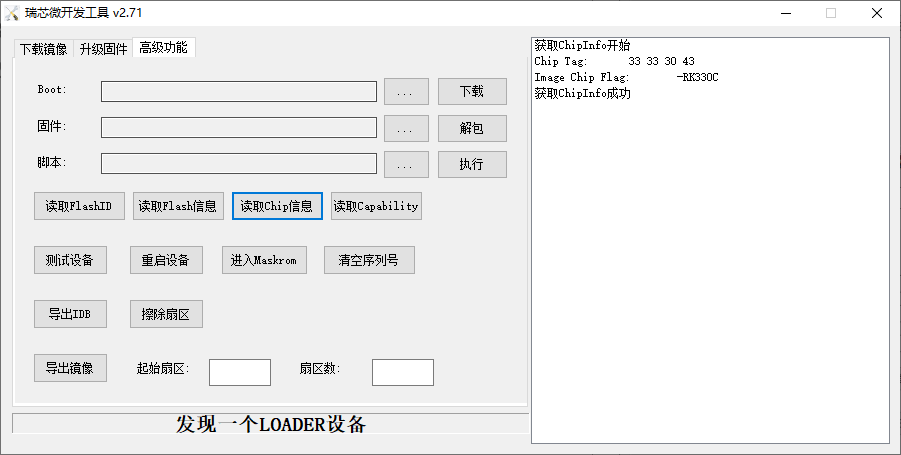 瑞芯微开发工具 v2.71
下载镜像 升级固件 高级功能
Boot: ... 下载
固件: ... 解包
脚本: ... 执行
读取FlashID 读取Flash信息 读取Chip信息 读取Capability
测试设备 重启设备 进入Maskrom 清空序列号
导出IDB 擦除扇区
导出镜像 起始扇区: 扇区数:
发现一个LOADER设备
获取ChipInfo开始
Chip Tag: 33 33 30 43
Image Chip Flag: -RK330C
获取ChipInfo成功